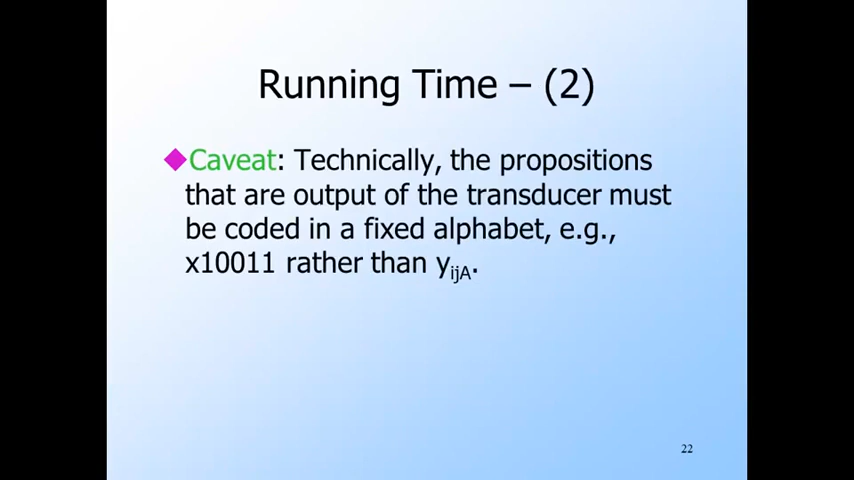 Running Time – (2)
Caveat: Technically, the propositions
that are output of the transducer must
be coded in a fixed alphabet, e.g.,
x10011 rather than yijA.
22